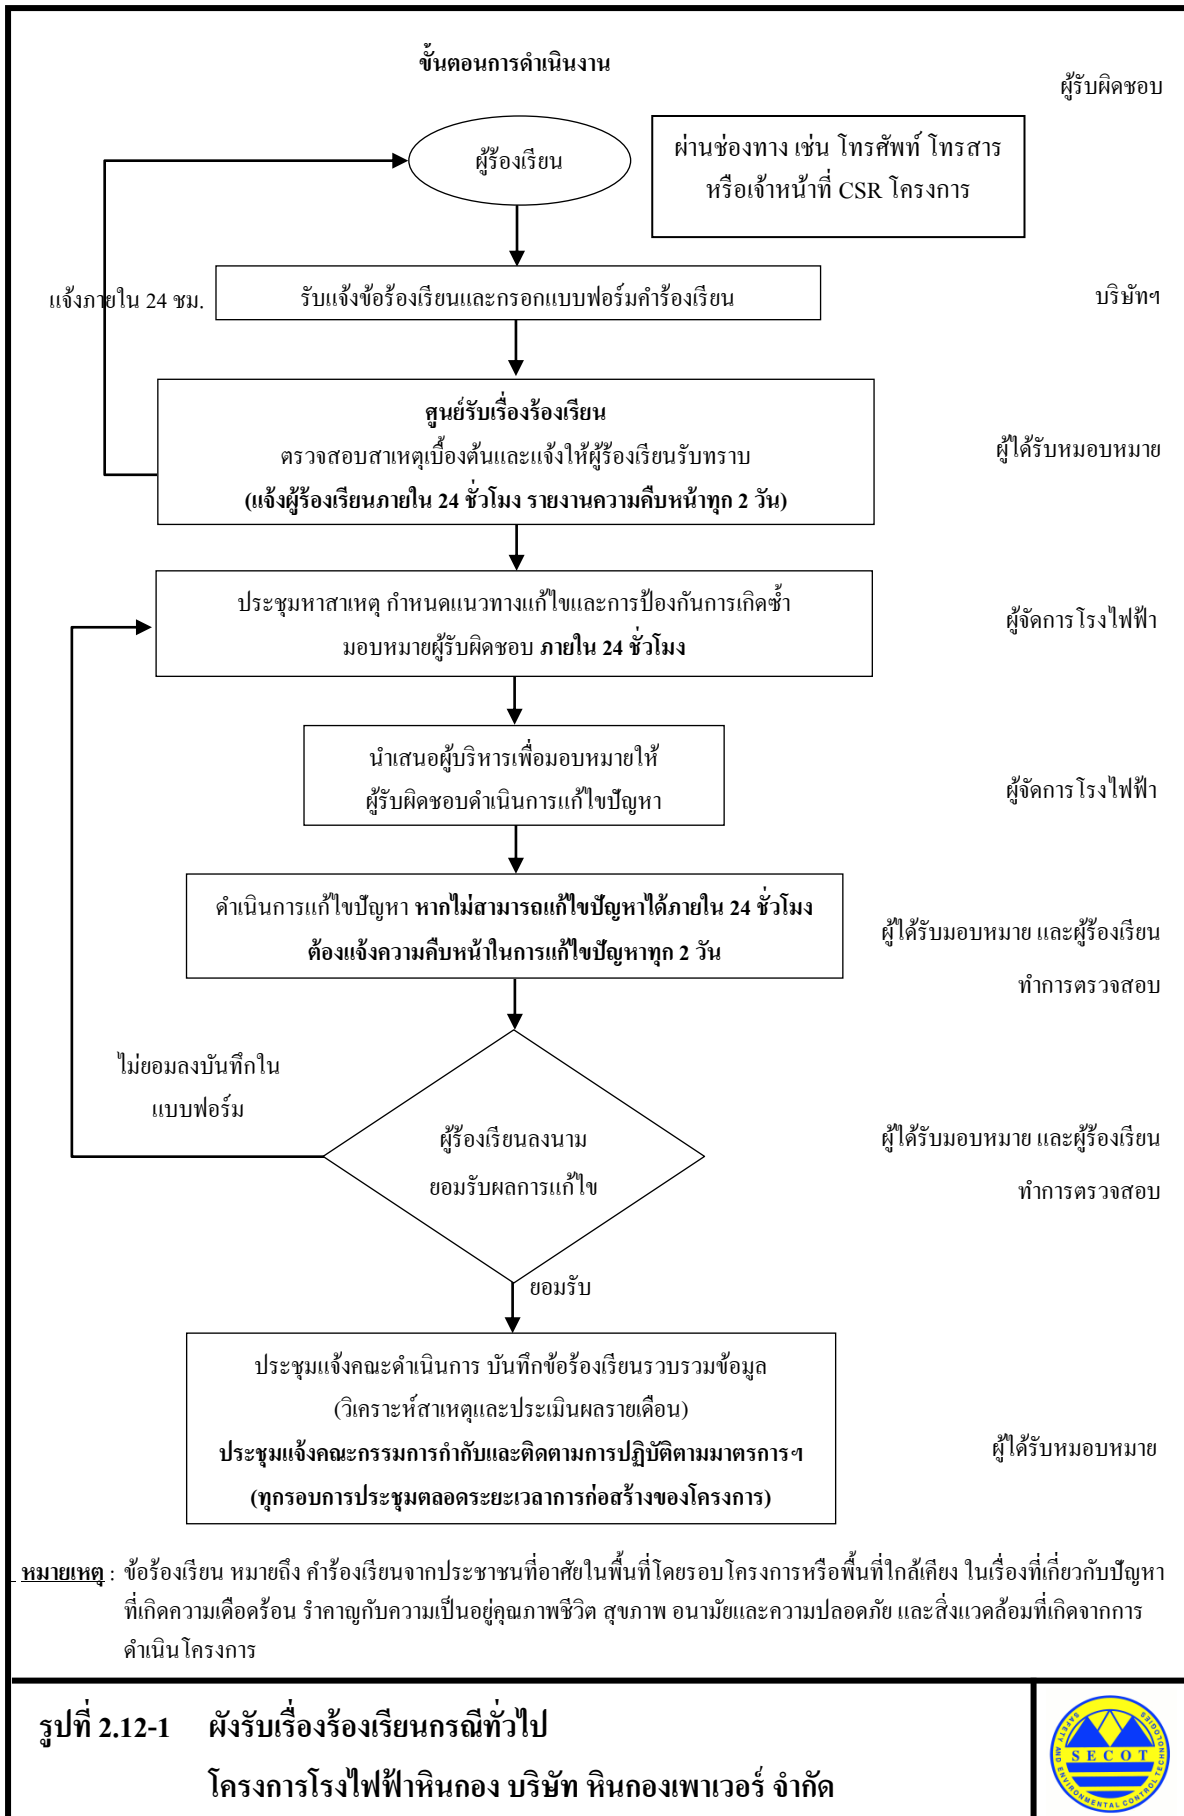 ขั้นตอนการดำเนินงาน
ผู้รับผิดชอบ
ผู้ร้องเรียน
ผ่านช่องทาง เช่น โทรศัพท์ โทรสาร
หรือเจ้าหน้าที่ CSR โครงการ
แจ้งภายใน 24 ชม.
รับแจ้งข้อร้องเรียนและกรอกแบบฟอร์มคำร้องเรียน
บริษัทฯ
ศูนย์รับเรื่องร้องเรียน
ตรวจสอบสาเหตุเบื้องต้นและแจ้งให้ผู้ร้องเรียนรับทราบ
(แจ้งผู้ร้องเรียนภายใน 24 ชั่วโมง รายงานความคืบหน้าทุก 2 วัน)
ผู้ได้รับหมอบหมาย
ประชุมหาสาเหตุ กำหนดแนวทางแก้ไขและการป้องกันการเกิดซ้ำ
มอบหมายผู้รับผิดชอบ ภายใน 24 ชั่วโมง
ผู้จัดการโรงไฟฟ้า
นำเสนอผู้บริหารเพื่อมอบหมายให้
ผู้รับผิดชอบดำเนินการแก้ไขปัญหา
ผู้จัดการโรงไฟฟ้า
ดำเนินการแก้ไขปัญหา หากไม่สามารถแก้ไขปัญหาได้ภายใน 24 ชั่วโมง
ต้องแจ้งความคืบหน้าในการแก้ไขปัญหาทุก 2 วัน
ผู้ได้รับมอบหมาย และผู้ร้องเรียน
ทำการตรวจสอบ
ไม่ยอมลงบันทึกใน
แบบฟอร์ม
ผู้ร้องเรียนลงนาม
ยอมรับผลการแก้ไข
ผู้ได้รับมอบหมาย และผู้ร้องเรียน
ทำการตรวจสอบ
ยอมรับ
ประชุมแจ้งคณะดำเนินการ บันทึกข้อร้องเรียนรวบรวมข้อมูล
(วิเคราะห์สาเหตุและประเมินผลรายเดือน)
ประชุมแจ้งคณะกรรมการกำกับและติดตามการปฏิบัติตามมาตรการฯ
(ทุกรอบการประชุมตลอดระยะเวลาการก่อสร้างของโครงการ)
ผู้ได้รับหมอบหมาย
หมายเหตุ : ข้อร้องเรียน หมายถึง คำร้องเรียนจากประชาชนที่อาศัยในพื้นที่โดยรอบโครงการหรือพื้นที่ใกล้เคียง ในเรื่องที่เกี่ยวกับปัญหา
ที่เกิดความเดือดร้อน รำคาญกับความเป็นอยู่คุณภาพชีวิต สุขภาพ อนามัยและความปลอดภัย และสิ่งแวดล้อมที่เกิดจากการ
ดำเนินโครงการ
รูปที่ 2.12-1 ผังรับเรื่องร้องเรียนกรณีทั่วไป
โครงการโรงไฟฟ้าหินกอง บริษัท หินกองเพาเวอร์ จำกัด
SAFETY AND ENVIRONMENTAL CONTROL TECHNOLOGIES
SECOT